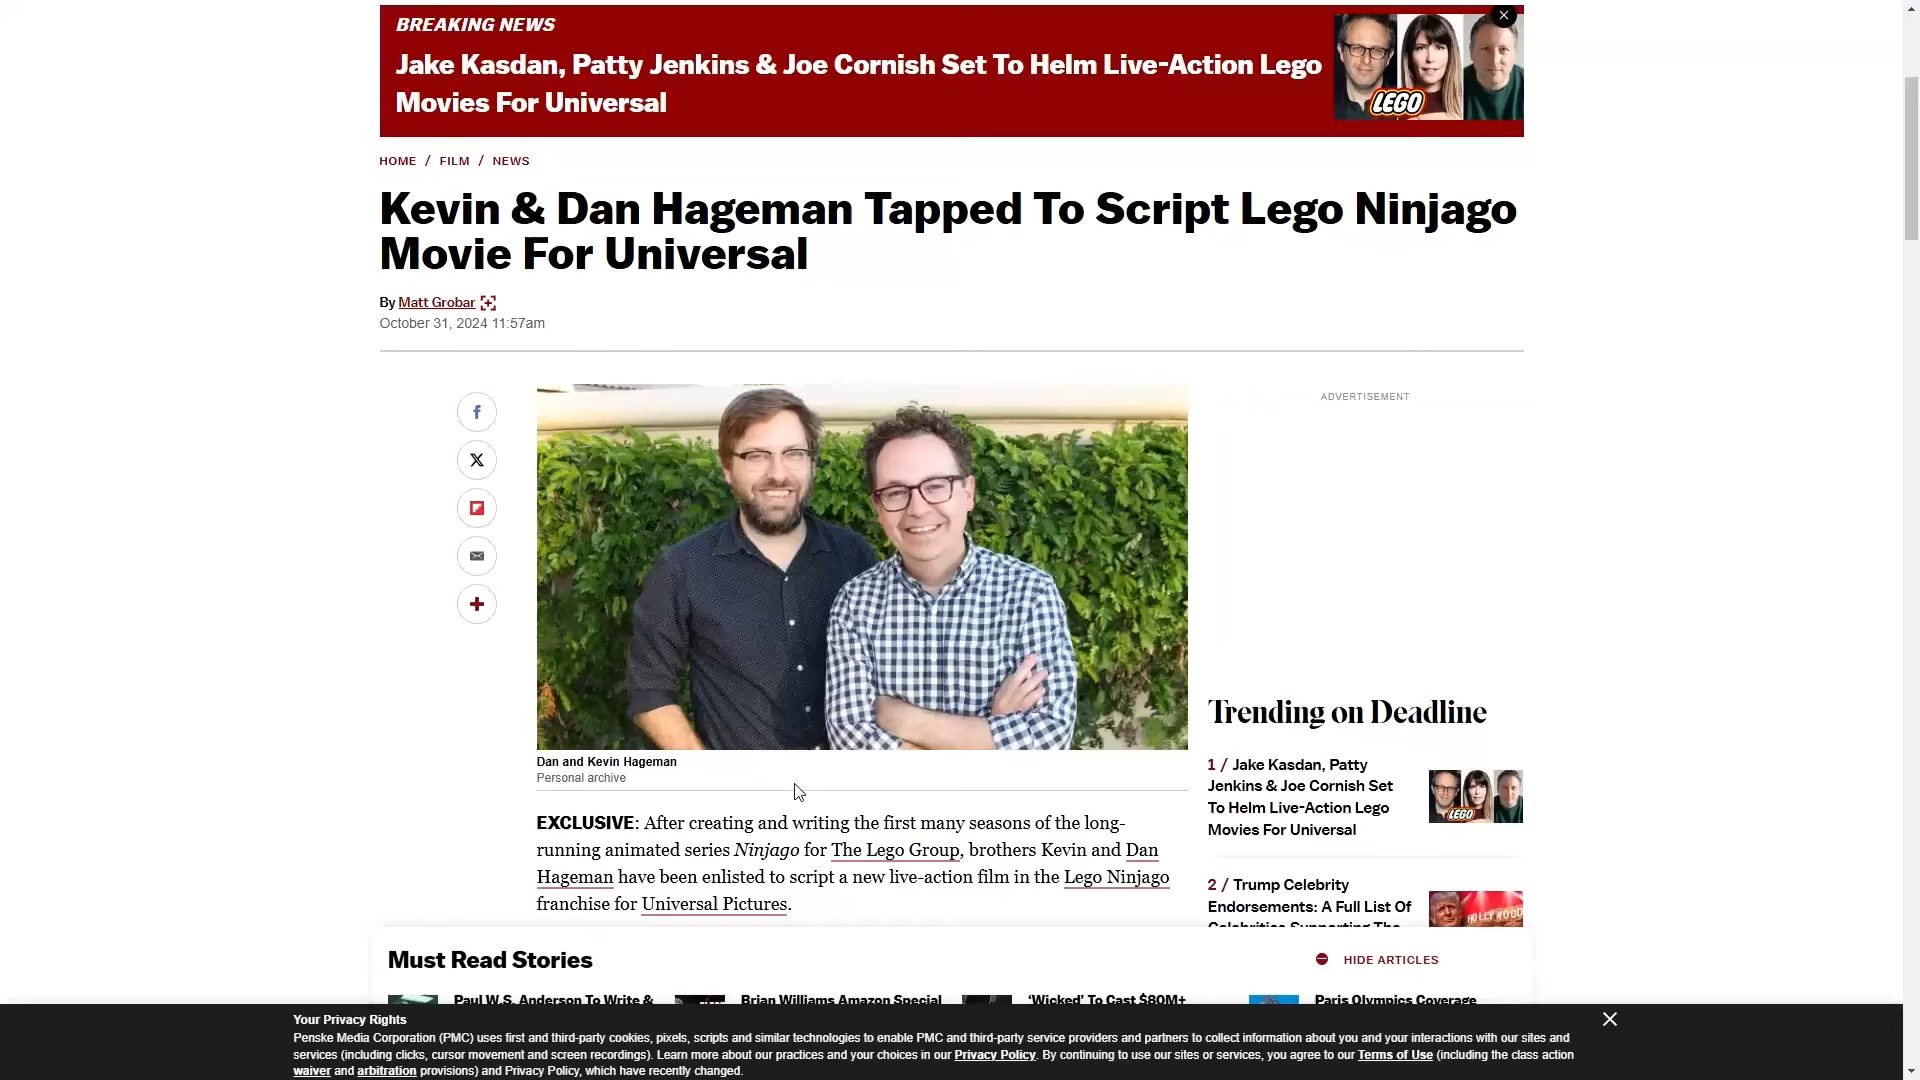 BREAKING NEWS
Jake Kasdan, Patty Jenkins & Joe Cornish Set To Helm Live-Action Lego
Movies For Universal
LEGO
HOME / FILM / NEWS
Kevin & Dan Hageman Tapped To Script Lego Ninjago
Movie For Universal
By Matt Grobar
October 31, 2024 11:57am
ADVERTISEMENT
Dan and Kevin Hageman
Personal archive
EXCLUSIVE: After creating and writing the first many seasons of the long-
running animated series Ninjago for The Lego Group, brothers Kevin and Dan
Hageman have been enlisted to script a new live-action film in the Lego Ninjago
franchise for Universal Pictures.
Trending on Deadline
1 / Jake Kasdan, Patty
Jenkins & Joe Cornish Set
To Helm Live-Action Lego
Movies For Universal
LEGO
2 / Trump Celebrity
Endorsements: A Full List Of
Celebrities Supporting The
HOLLYWOOD
Must Read Stories
HIDE ARTICLES
Paul W.S. Anderson To Write &
Brian Williams Amazon Special
‘Wicked’ To Cast $80M+
Paris Olympics Coverage
Your Privacy Rights
Penske Media Corporation (PMC) uses first and third-party cookies, pixels, scripts and similar technologies to enable PMC and third-party service providers and partners to collect information about you and your interactions with our sites and
services (including clicks, cursor movement and screen recordings). Learn more about our practices and your choices in our Privacy Policy. By continuing to use our sites or services, you agree to our Terms of Use (including the class action
waiver and arbitration provisions) and Privacy Policy, which have recently changed.